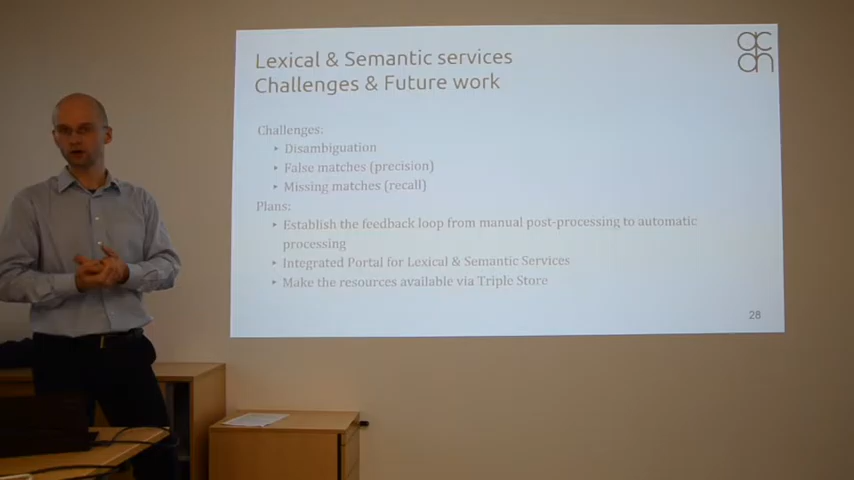 Lexical & Semantic services
Challenges & Future work
acan
Challenges:
‣ Disambiguation
‣ False matches (precision)
‣ Missing matches (recall)
Plans:
‣ Establish the feedback loop from manual post-processing to automatic
processing
‣ Integrated Portal for Lexical & Semantic Services
‣ Make the resources available via Triple Store
28